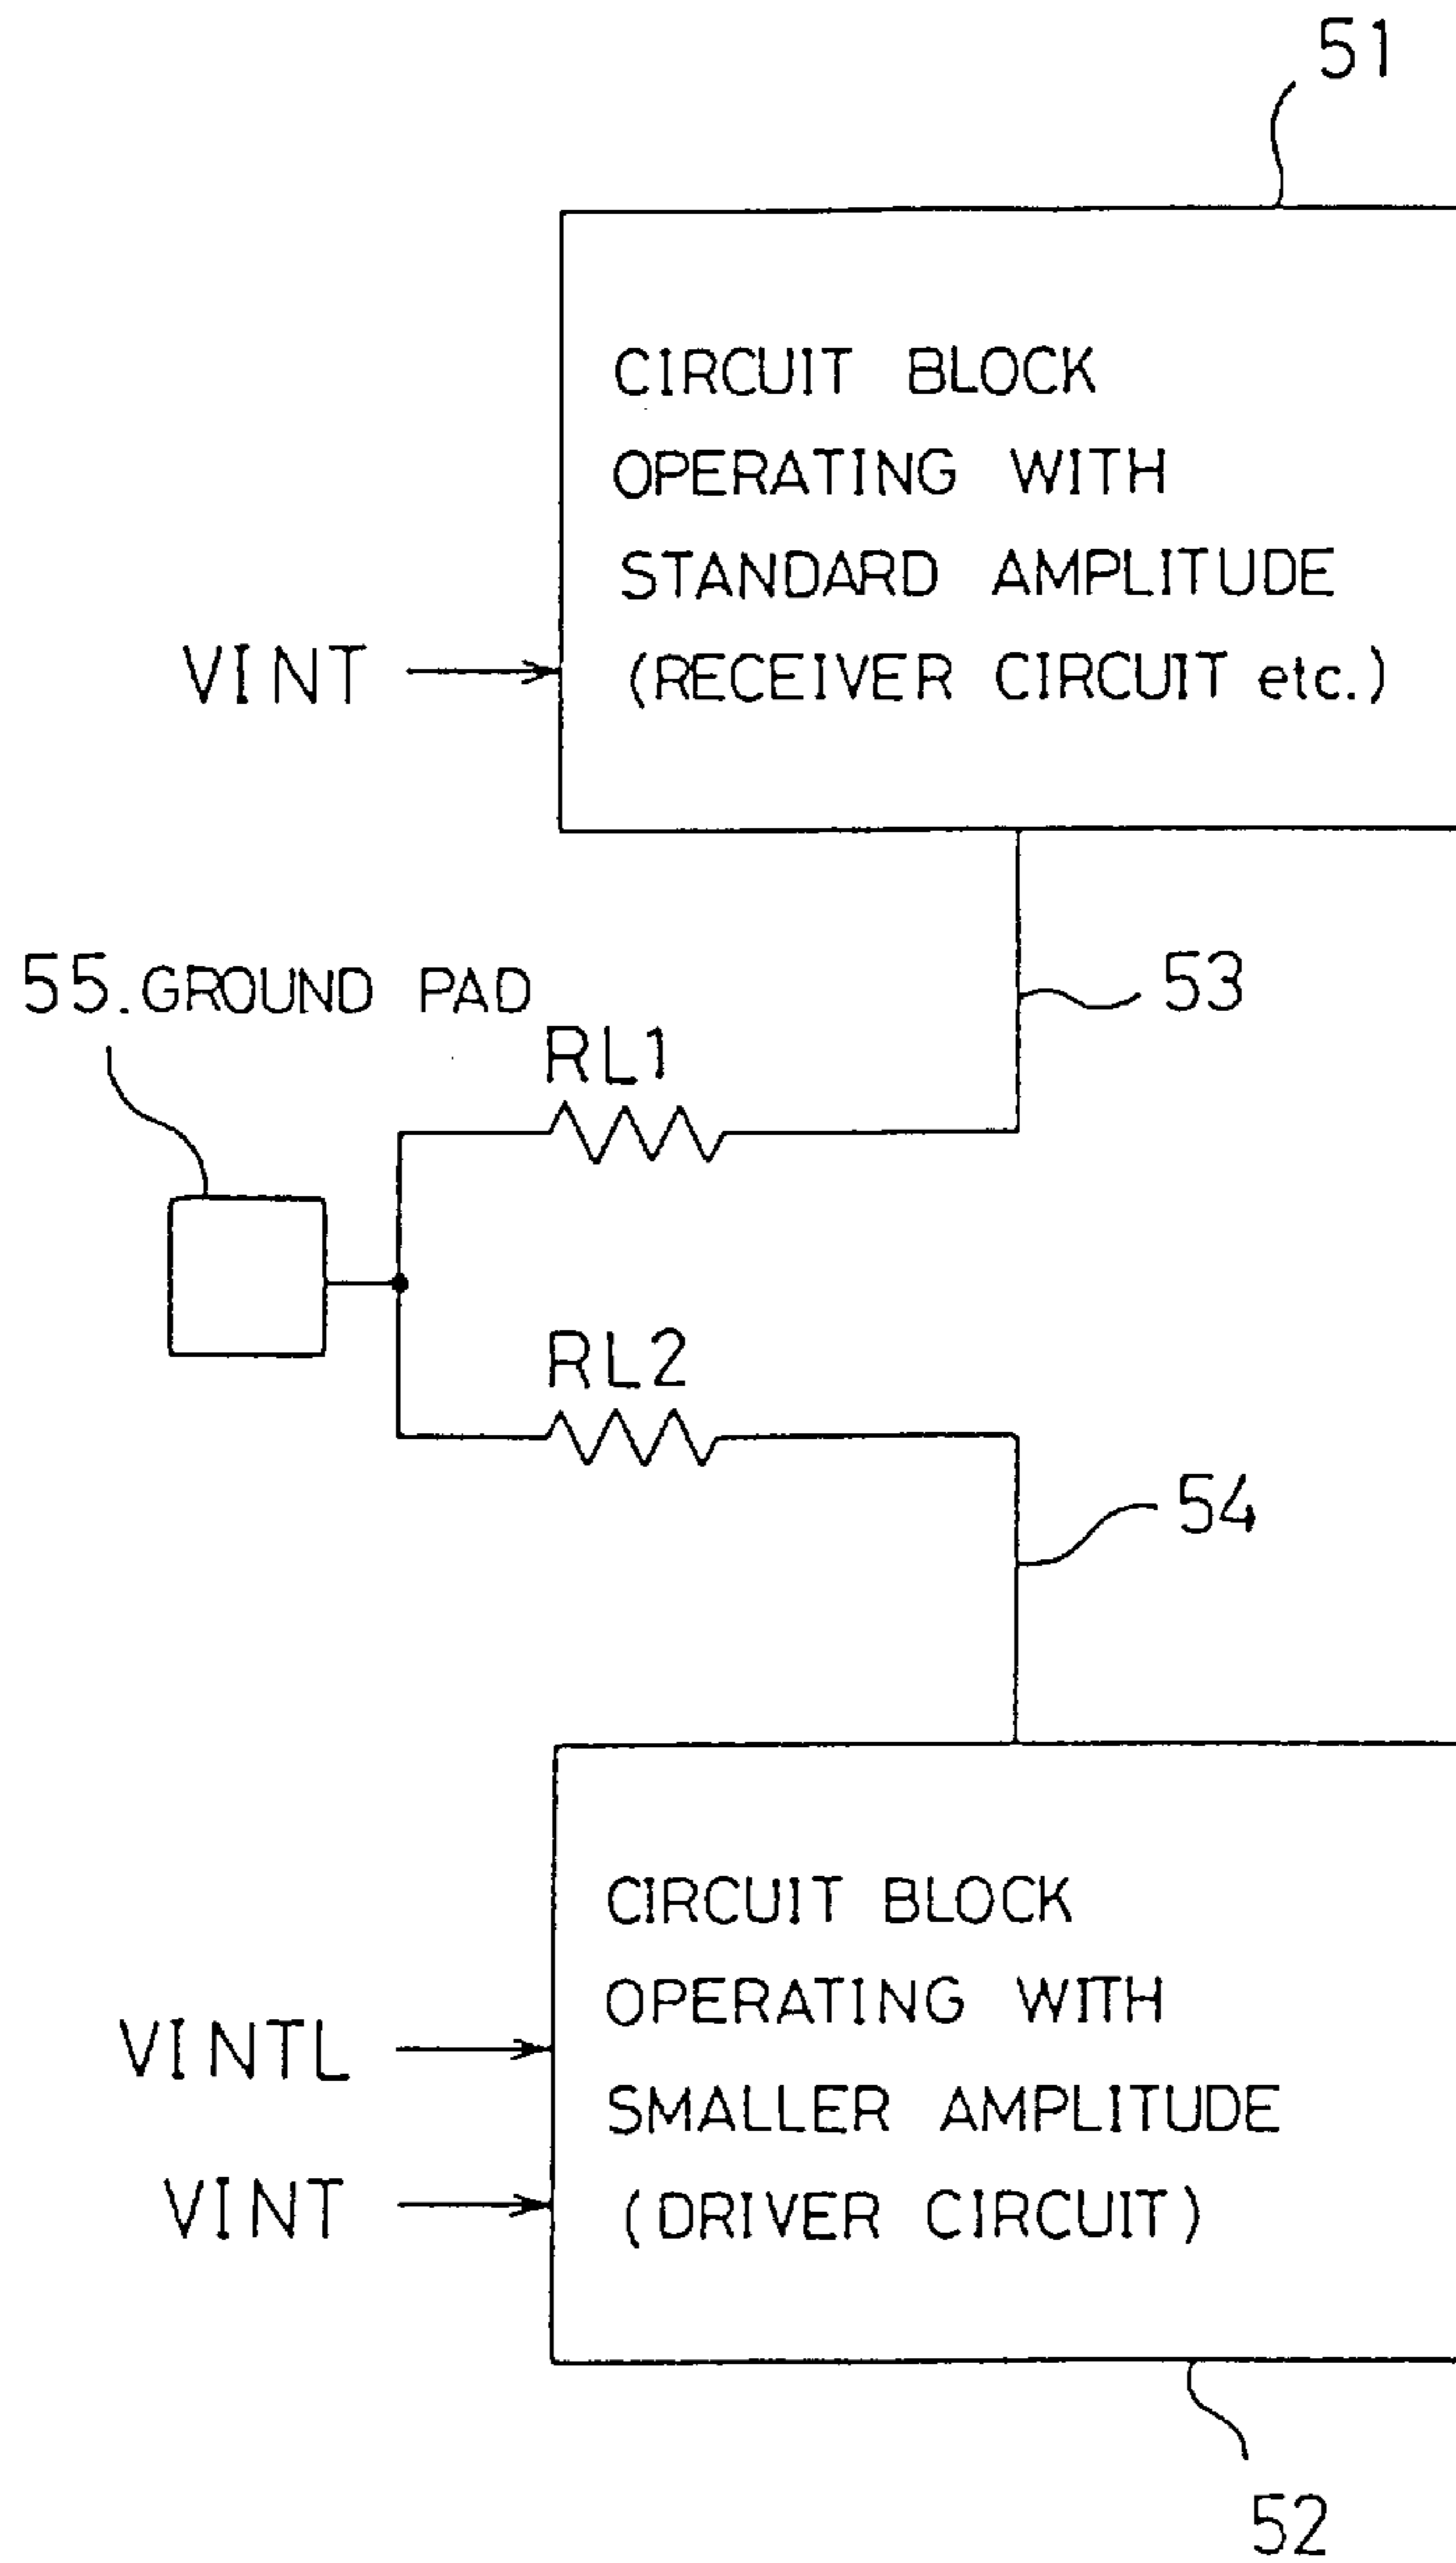 51
CIRCUIT BLOCK
OPERATING WITH
STANDARD AMPLITUDE
VINT
(RECEIVER CIRCUIT etc.)
53
55.GROUND PAD
RL1
RL2
54
CIRCUIT BLOCK
OPERATING WITH
VINTL
SMALLER AMPLITUDE
VINT
(DRIVER CIRCUIT)
52